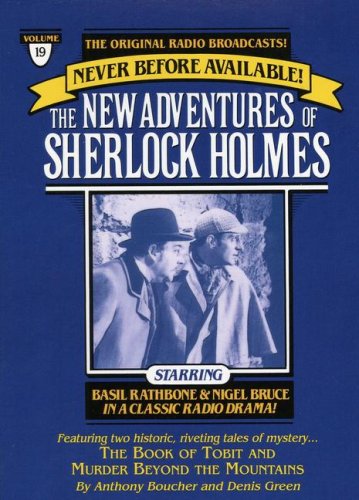 VOLUME
19
THE ORIGINAL RADIO BROADCASTS!
NEVER BEFORE AVAILABLE!
THE NEW ADVENTURES OF
SHERLOCK HOLMES
STARRING
BASIL RATHBONE & NIGEL BRUCE
IN A CLASSIC RADIO DRAMA!
Featuring two historic, riveting tales of mystery...
THE BOOK OF TOBIT AND
MURDER BEYOND THE MOUNTAINS
By Anthony Boucher and Denis Green